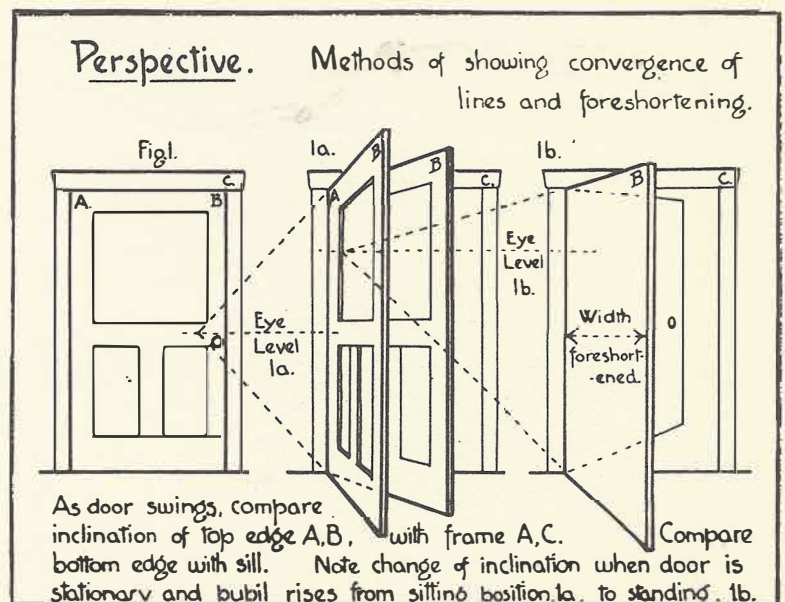 Perspective.
Methods of showing convergence of
lines and foreshortening.
Fig1.
1a.
1b.
A.
B
C.
A
B
B
C.
B
C.
Eye
Level
1a.
Eye
Level
1b.
Width
foreshort-
-ened.
As door swings, compare
inclination of top edge A,B, with frame A,C. Compare
bottom edge with sill. Note change of inclination when door is
stationary and pupil rises from sitting position,1a, to standing, 1b.